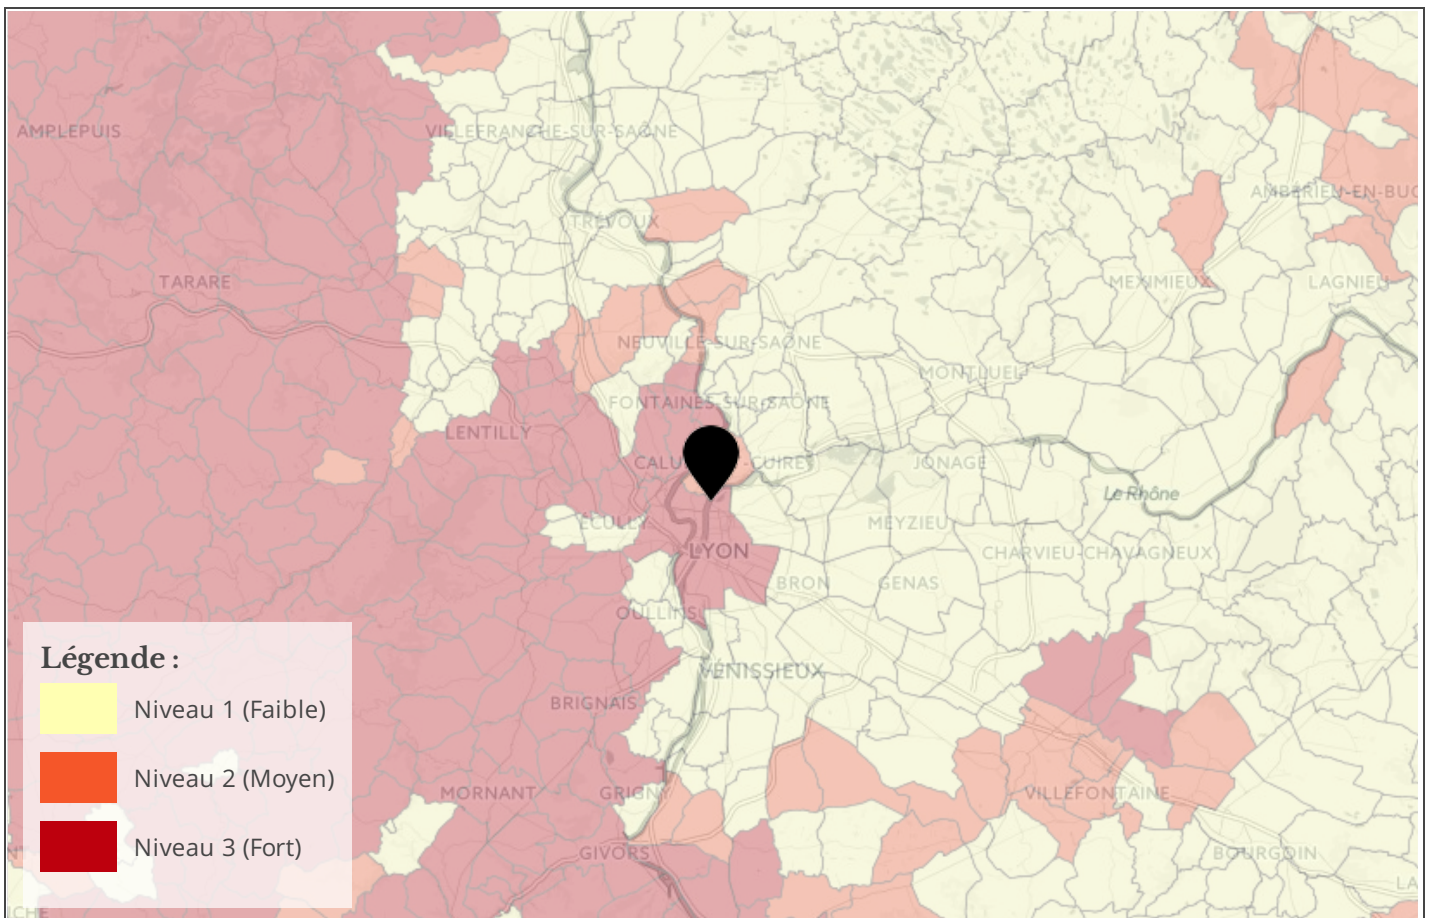 AMPLEPUIS
VILLEFRANCHE-SUR-SAÔNE
AMBÉRIEU-EN-BUG
TRÉVOUX
TARARE
MEXIMIEUX
LAGNIEU
NEUVILLE-SUR-SAÔNE
MONTLUEL
FONTAINES-SUR-SAÔNE
LENTILLY
CALU
-CUIRE
JONAGE
Le Rhône
ÉCULLY
MEYZIEU
LYON
CHARVIEU-CHAVAGNEUX
BRON
GENAS
OULLINS
Légende :
VÉNISSIEUX
BRIGNAIS
Niveau 1 (Faible)
Niveau 2 (Moyen)
MORNANT
GRIGNY
VILLEFONTAINE
Niveau 3 (Fort)
GIVORS
BOURGOIN
LA
ICHE